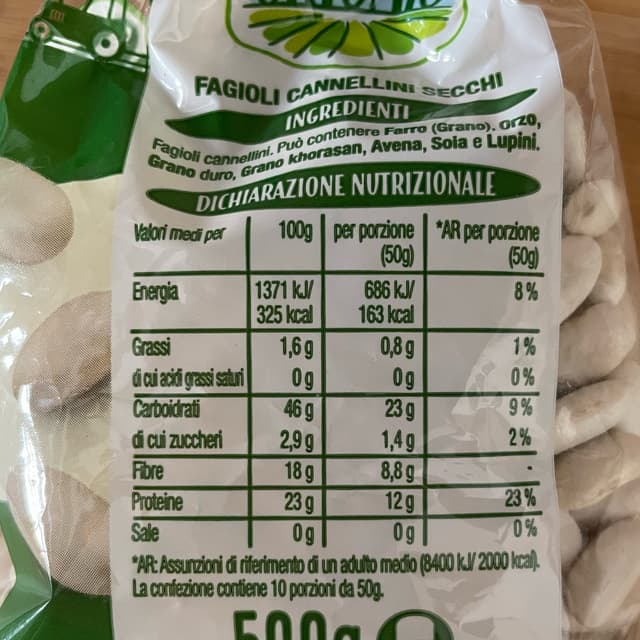 FAGIOLI CANNELLINI SECCHI
INGREDIENTI
Fagioli cannellini. Può contenere Farro (Grano), Orzo,
Grano duro, Grano khorasan, Avena, Soia e Lupini.
DICHIARAZIONE NUTRIZIONALE
Valori medi per 100g per porzione (50g) *AR per porzione (50g)
Energia 1371 kJ/ 325 kcal 686 kJ/ 163 kcal 8 %
Grassi 1,6 g 0,8 g 1 %
di cui acidi grassi saturi 0 g 0 g 0 %
Carboidrati 46 g 23 g 9 %
di cui zuccheri 2,9 g 1,4 g 2 %
Fibre 18 g 8,8 g -
Proteine 23 g 12 g 23 %
Sale 0 g 0 g 0 %
*AR: Assunzioni di riferimento di un adulto medio (8400 kJ/ 2000 kcal).
La confezione contiene 10 porzioni da 50g.
500g